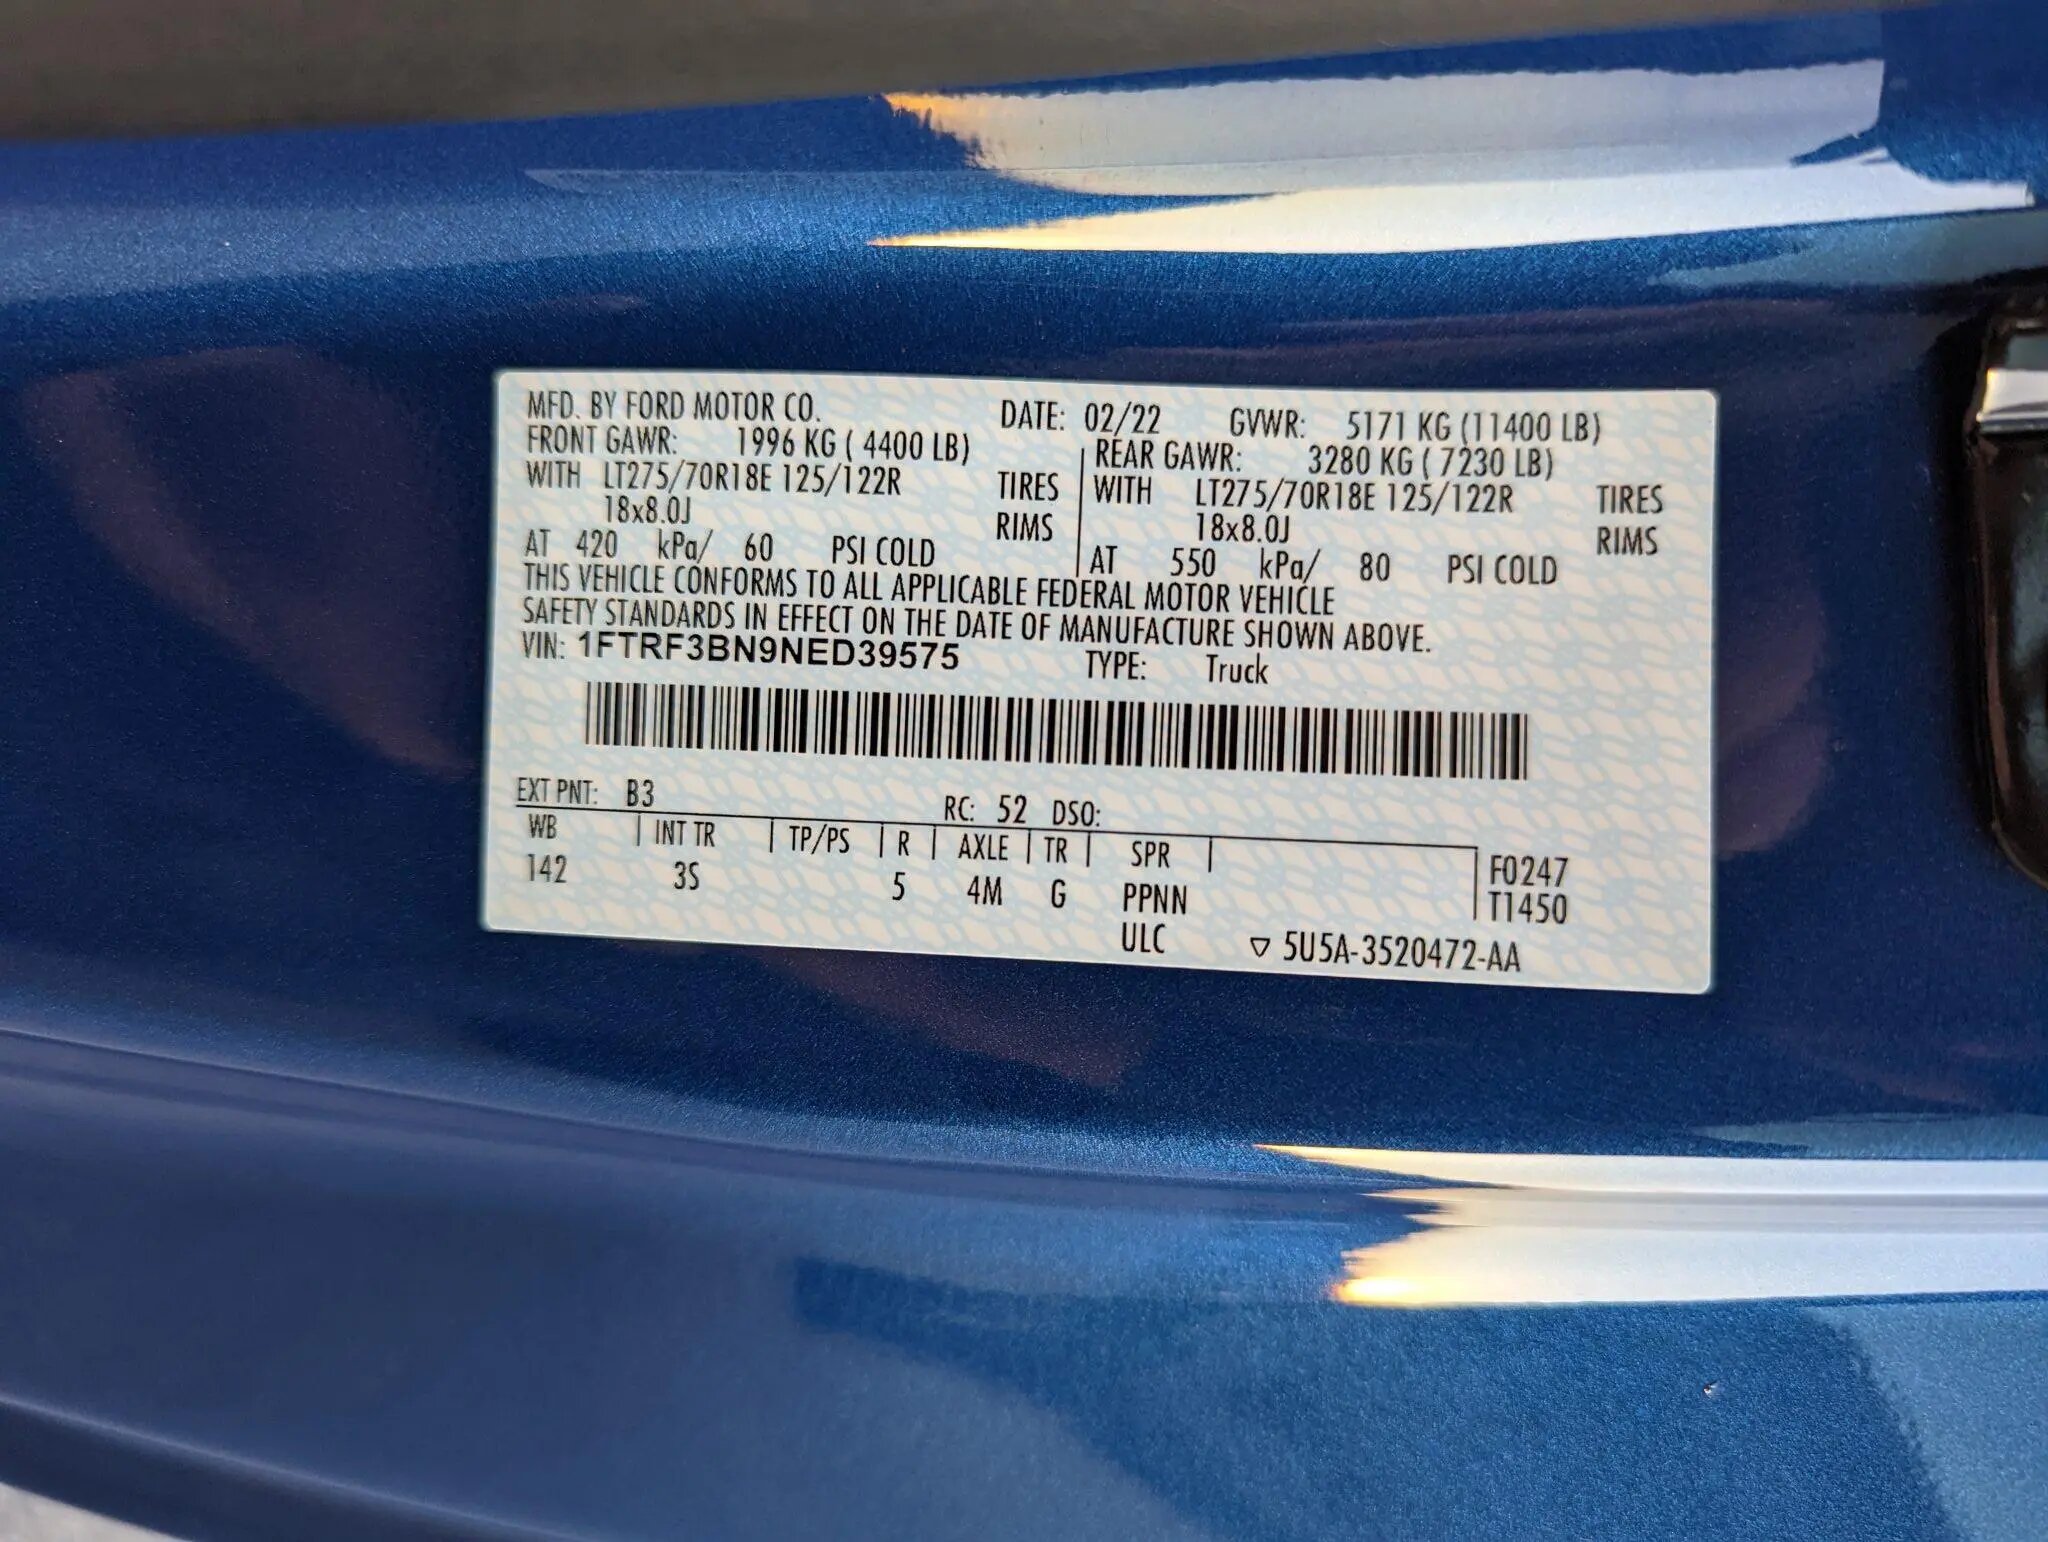 MFD. BY FORD MOTOR CO. DATE: 02/22 GVWR: 5171 KG (11400 LB)
FRONT GAWR: 1996 KG ( 4400 LB) REAR GAWR: 3280 KG ( 7230 LB)
WITH LT275/70R18E 125/122R TIRES WITH LT275/70R18E 125/122R TIRES
18x8.0J RIMS 18x8.0J RIMS
AT 420 kPa/ 60 PSI COLD AT 550 kPa/ 80 PSI COLD
THIS VEHICLE CONFORMS TO ALL APPLICABLE FEDERAL MOTOR VEHICLE
SAFETY STANDARDS IN EFFECT ON THE DATE OF MANUFACTURE SHOWN ABOVE.
VIN: 1FTRF3BN9NED39575 TYPE: Truck
EXT PNT: B3 RC: 52 DSO:
WB INT TR TP/PS R AXLE TR SPR F0247
142 3S 5 4M G PPNN T1450
ULC ▽ 5U5A-3520472-AA